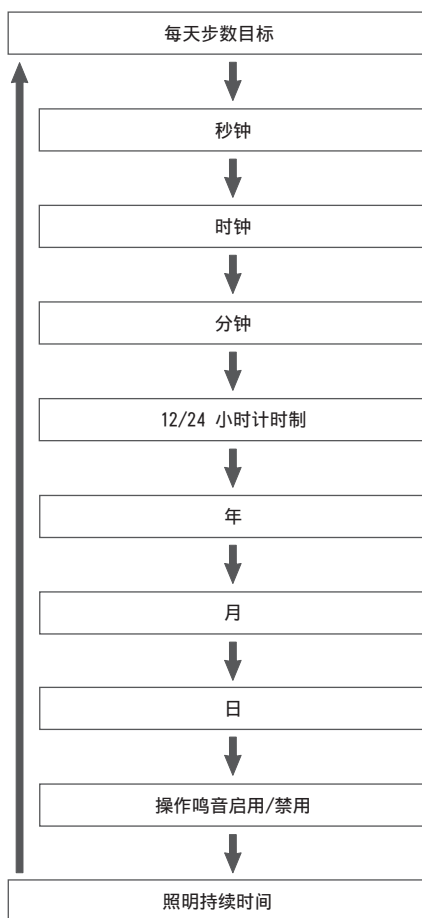 每天步数目标
秒钟
时钟
分钟
12/24 小时计时制
年
月
日
操作鸣音启用/禁用
照明持续时间